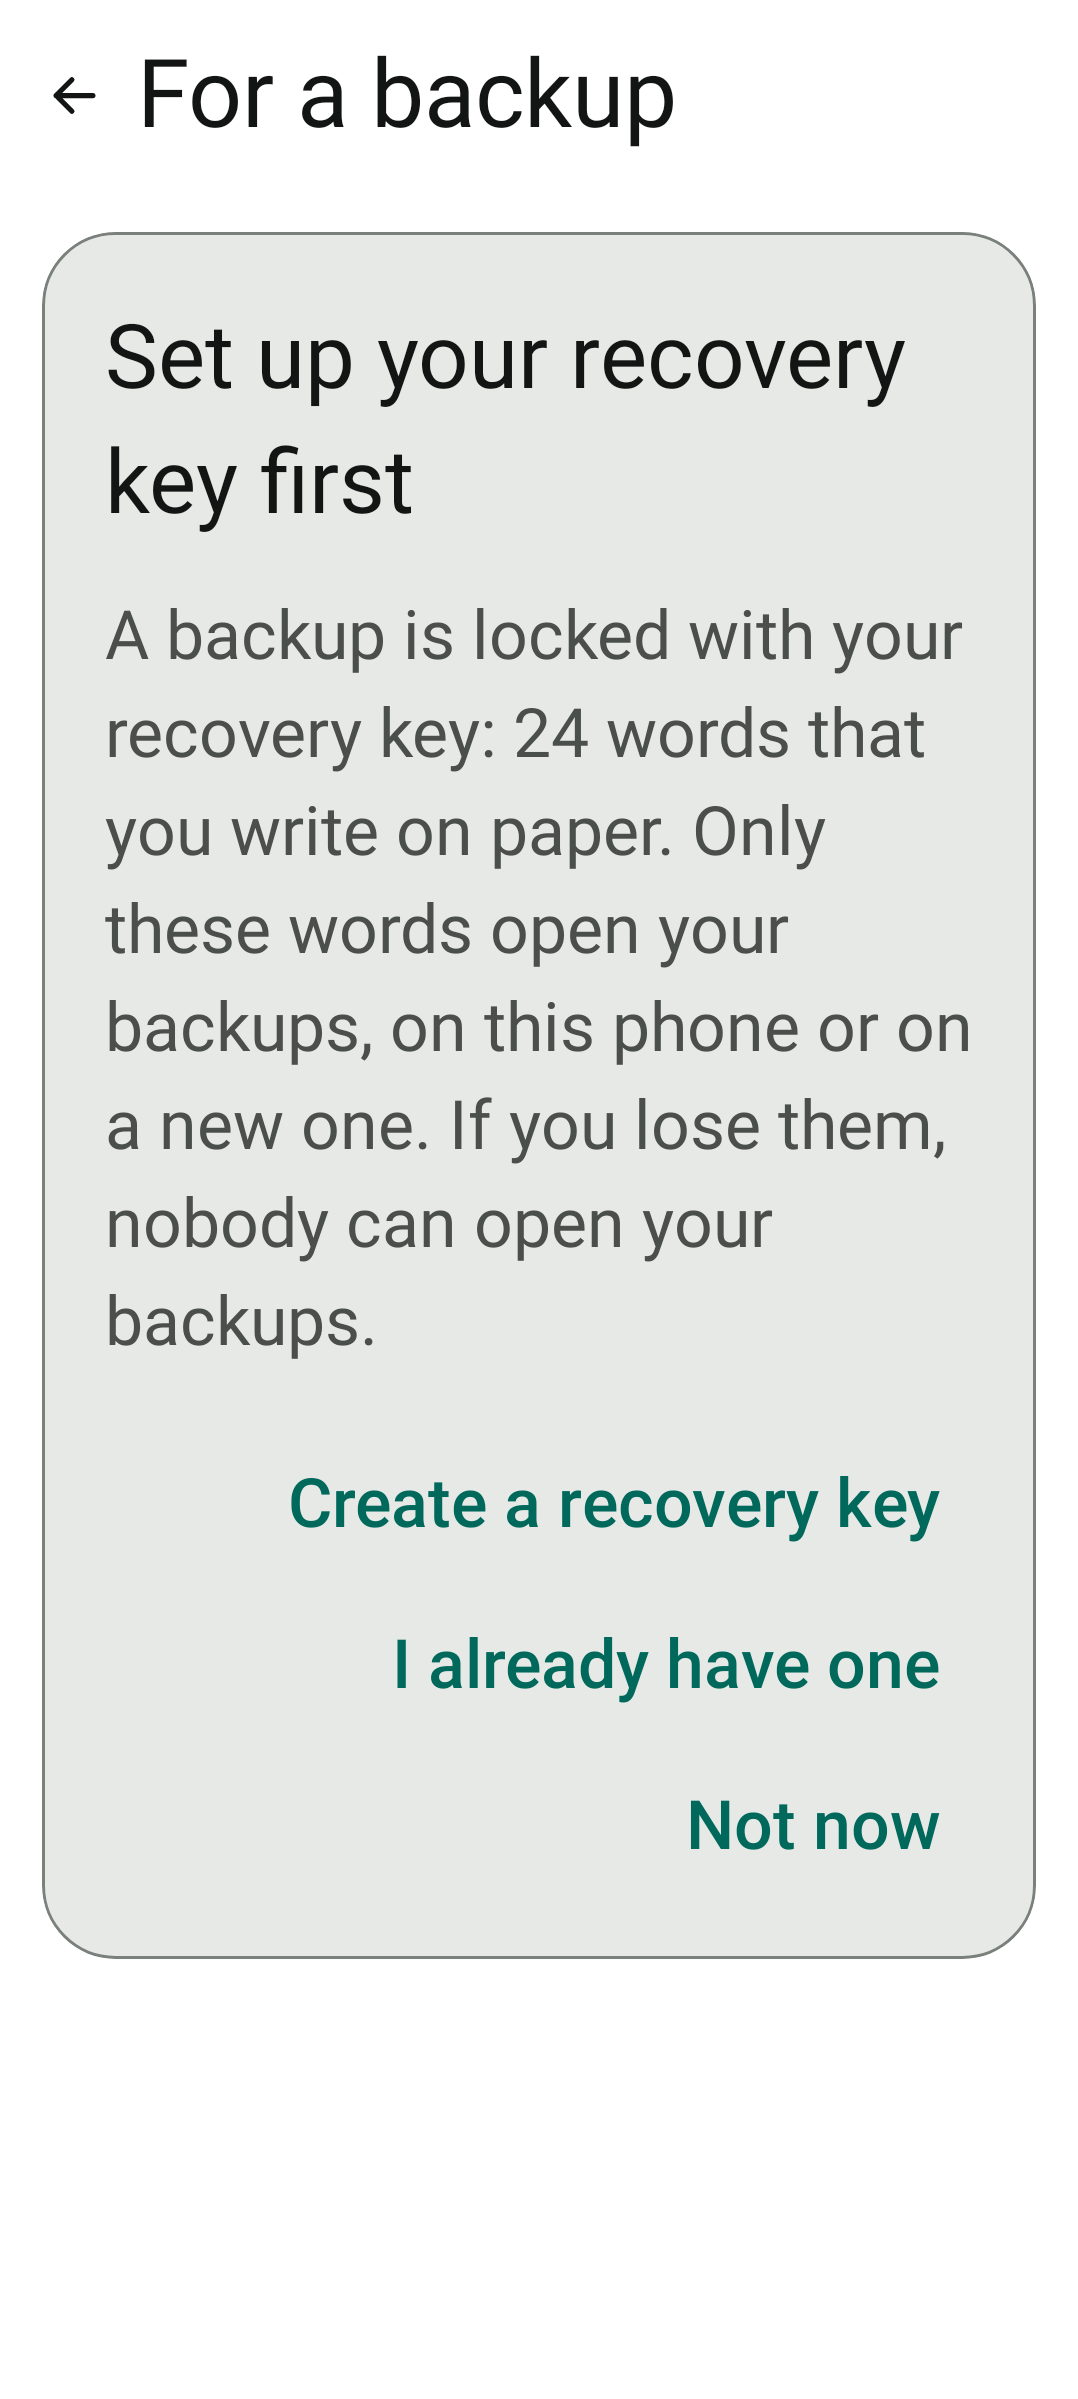 For a backup
Set up your recovery
key first
A backup is locked with your
recovery key: 24 words that
you write on paper. Only
these words open your
backups, on this phone or on
a new one. If you lose them,
nobody can open your
backups.
Create a recovery key
I already have one
Not now